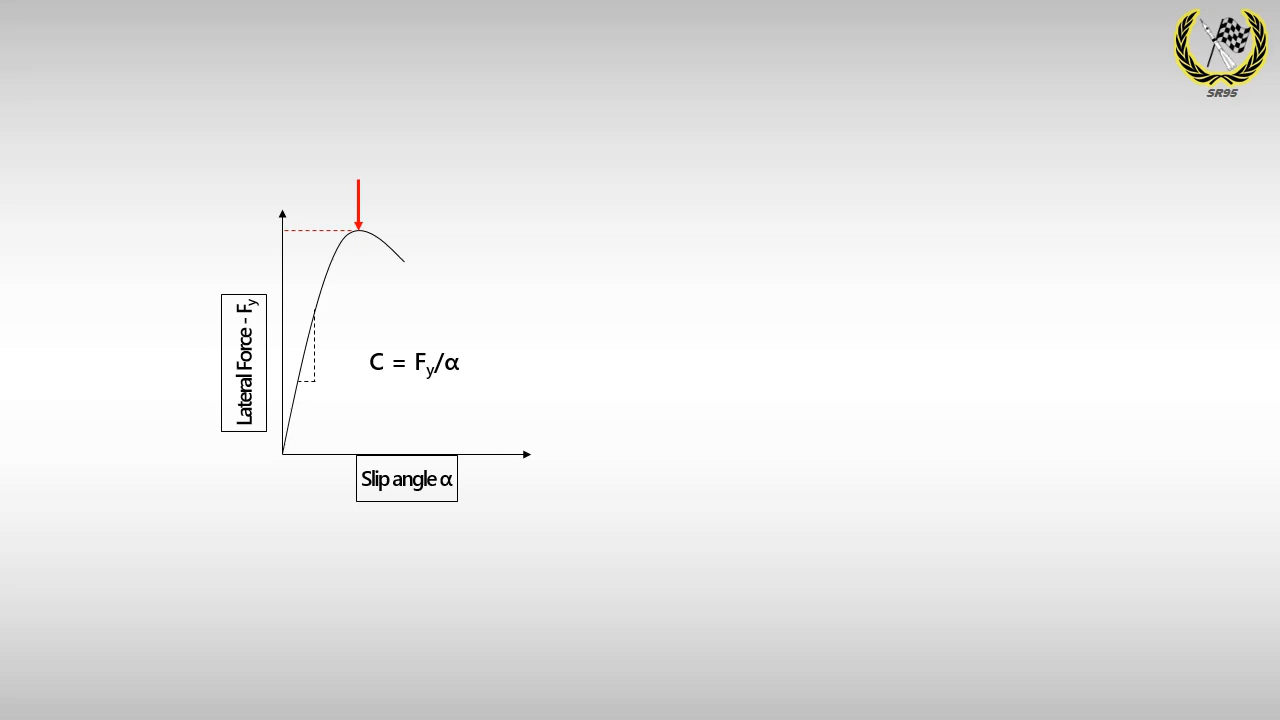 SR95
Lateral Force - Fy
C = Fy/α
Slip angle α